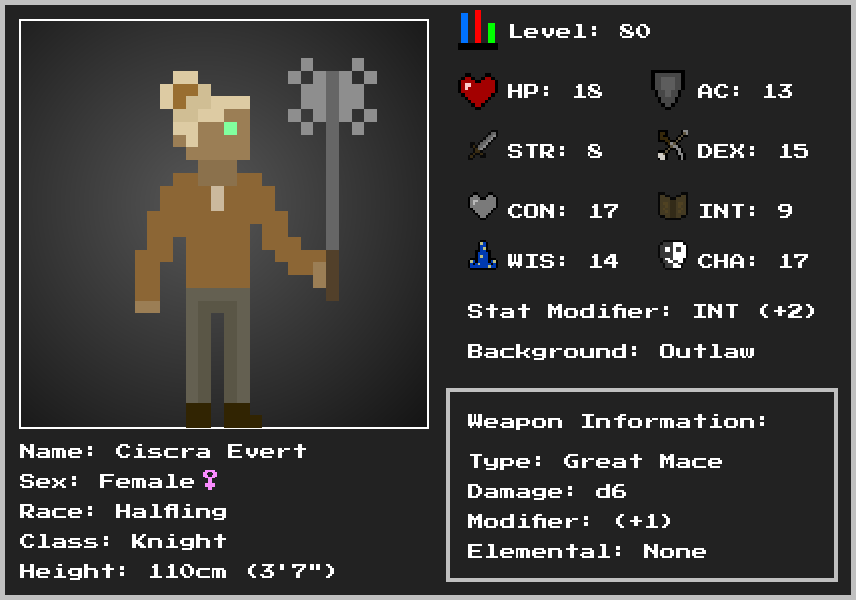 Level: 80
HP: 18
AC: 13
STR: 8
DEX: 15
CON: 17
INT: 9
WIS: 14
CHA: 17
Stat Modifier: INT (+2)
Background: Outlaw
Weapon Information:
Type: Great Mace
Damage: d6
Modifier: (+1)
Elemental: None
Name: Ciscra Evert
Sex: Female♀
Race: Halfling
Class: Knight
Height: 110cm (3'7")